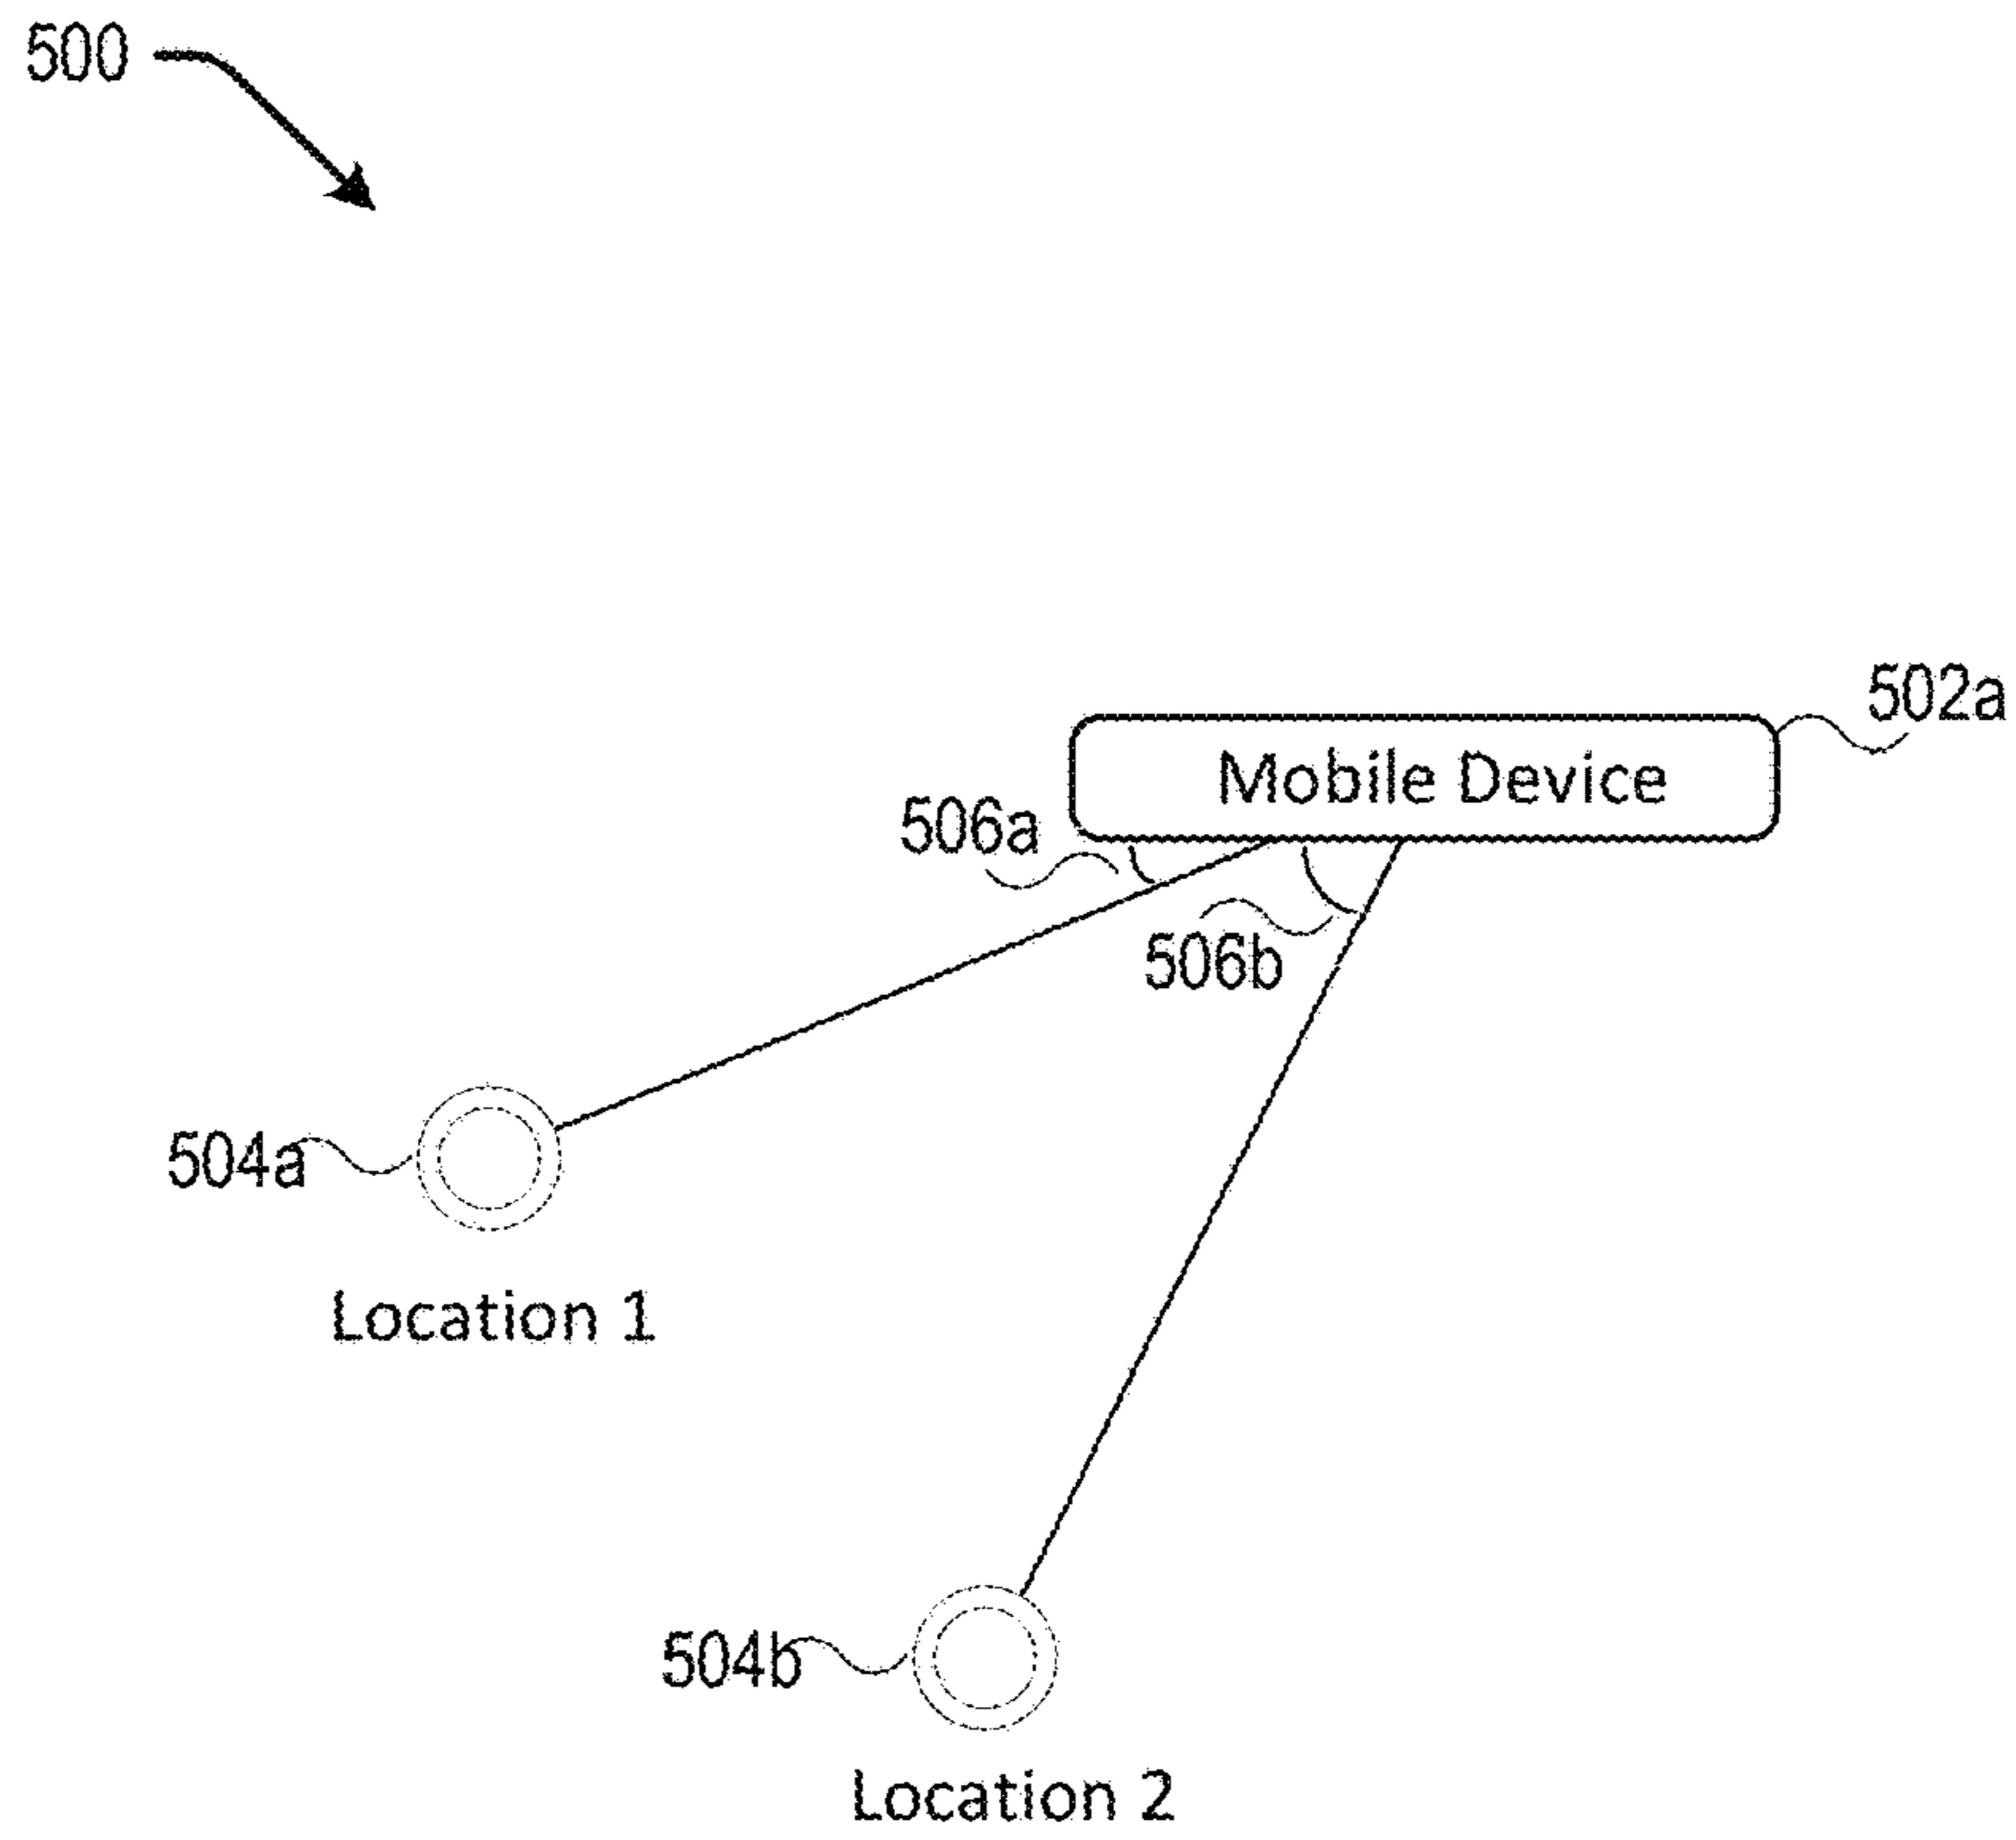 500
502a
Mobile Device
506a
506b
504a
Location 1
504b
Location 2